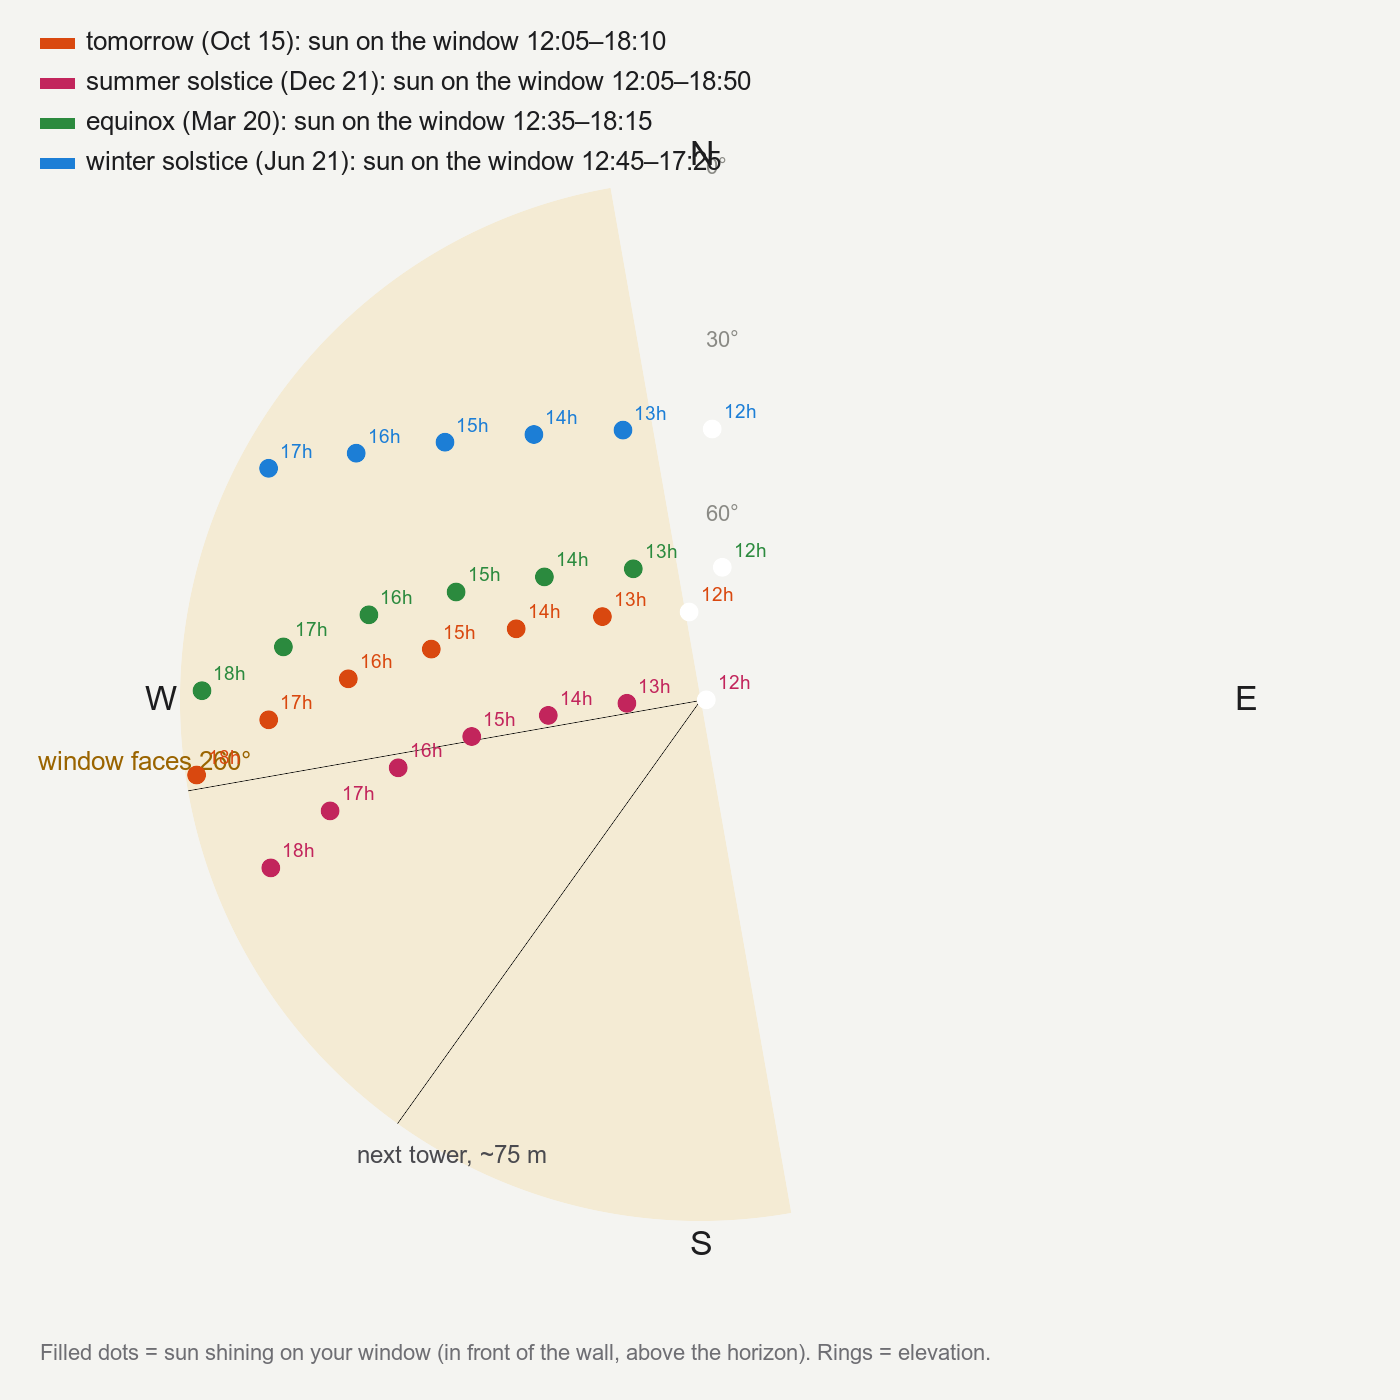 tomorrow (Oct 15): sun on the window 12:05–18:10
summer solstice (Dec 21): sun on the window 12:05–18:50
equinox (Mar 20): sun on the window 12:35–18:15
winter solstice (Jun 21): sun on the window 12:45–17:25
N
0°
30°
12h
13h
14h
15h
16h
17h
60°
12h
13h
14h
15h
16h
17h
18h
12h
13h
14h
15h
16h
17h
18h
12h
13h
14h
15h
16h
17h
18h
W
E
window faces 260°
next tower, ~75 m
S
Filled dots = sun shining on your window (in front of the wall, above the horizon). Rings = elevation.